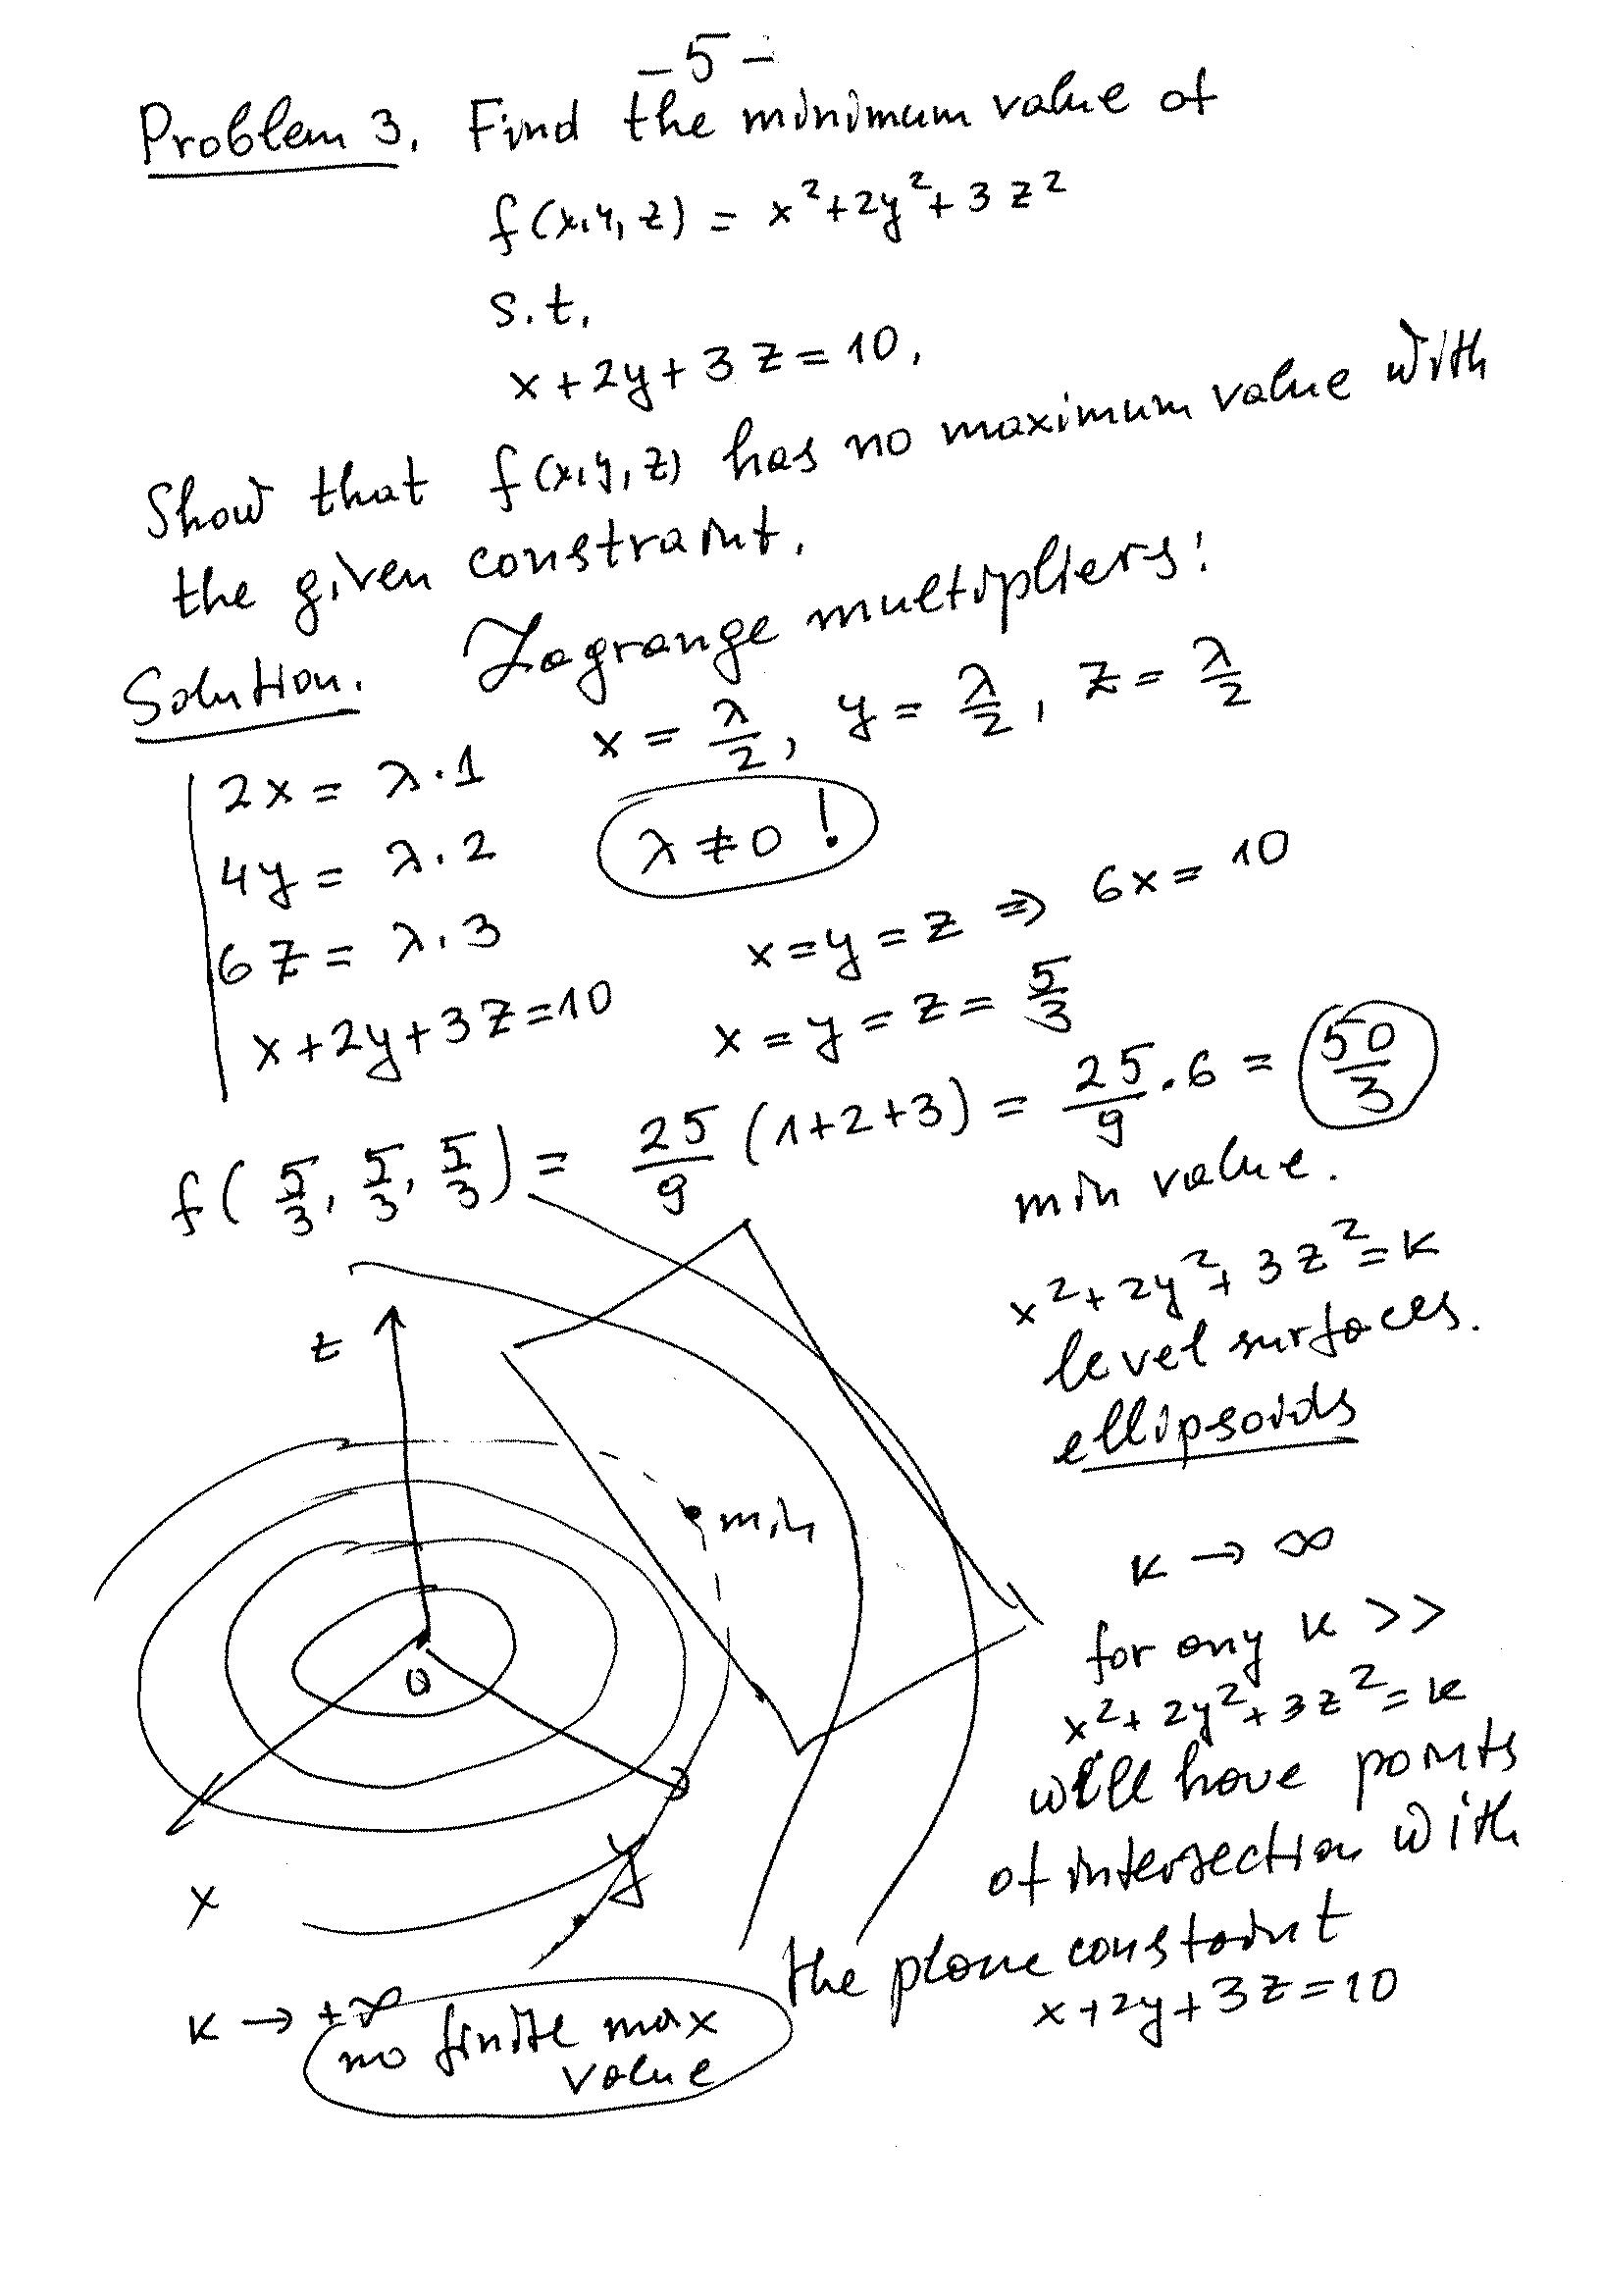 -5-
Problem 3. Find the minimum value of
f(x,y,z) = x²+2y²+3z²
s.t.
x+2y+3z=10.
Show that f(x,y,z) has no maximum value with
the given constraint.
Solution. Lagrange multipliers!
2x = λ·1 x = λ/2, y = λ/2, z = λ/2
4y = λ·2 λ≠0 !
6z = λ·3 x=y=z ⇒ 6x=10
x+2y+3z=10 x=y=z=5/3
f(5/3, 5/3, 5/3) = 25/9 (1+2+3) = 25/9 · 6 = 50/3
min value.
x²+2y²+3z²=k
level surfaces.
ellipsoids
z
min
0
x
y
k → ∞
for any k >>
x²+2y²+3z²=k
will have points
of intersection with
the plane constaint
x+2y+3z=10
k → +∞
no finite max
value